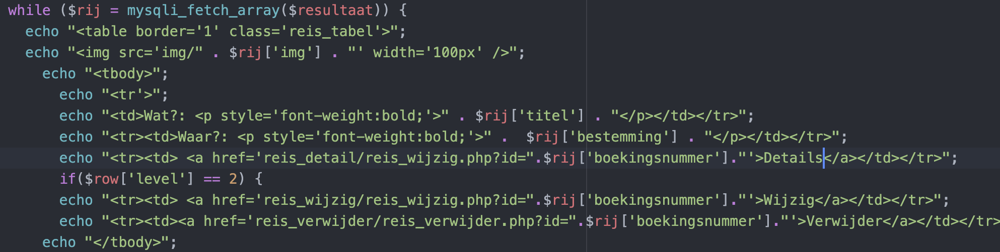 while ($rij = mysqli_fetch_array($resultaat)) {
echo "<table border='1' class='reis_tabel'>";
echo "<img src='img/" . $rij['img'] . "' width='100px' />";
echo "<tbody>";
echo "<tr'>";
echo "<td>Wat?: <p style='font-weight:bold;'>" . $rij['titel'] . "</p></td></tr>";
echo "<tr><td>Waar?: <p style='font-weight:bold;'>" .  $rij['bestemming'] . "</p></td></tr>";
echo "<tr><td> <a href='reis_detail/reis_wijzig.php?id=".$rij['boekingsnummer']."'>Details</a></td></tr>";
if($row['level'] == 2) {
echo "<tr><td> <a href='reis_wijzig/reis_wijzig.php?id=".$rij['boekingsnummer']."'>Wijzig</a></td></tr>";
echo "<tr><td><a href='reis_verwijder/reis_verwijder.php?id=".$rij['boekingsnummer']."'>Verwijder</a></td></tr>
echo "</tbody>";